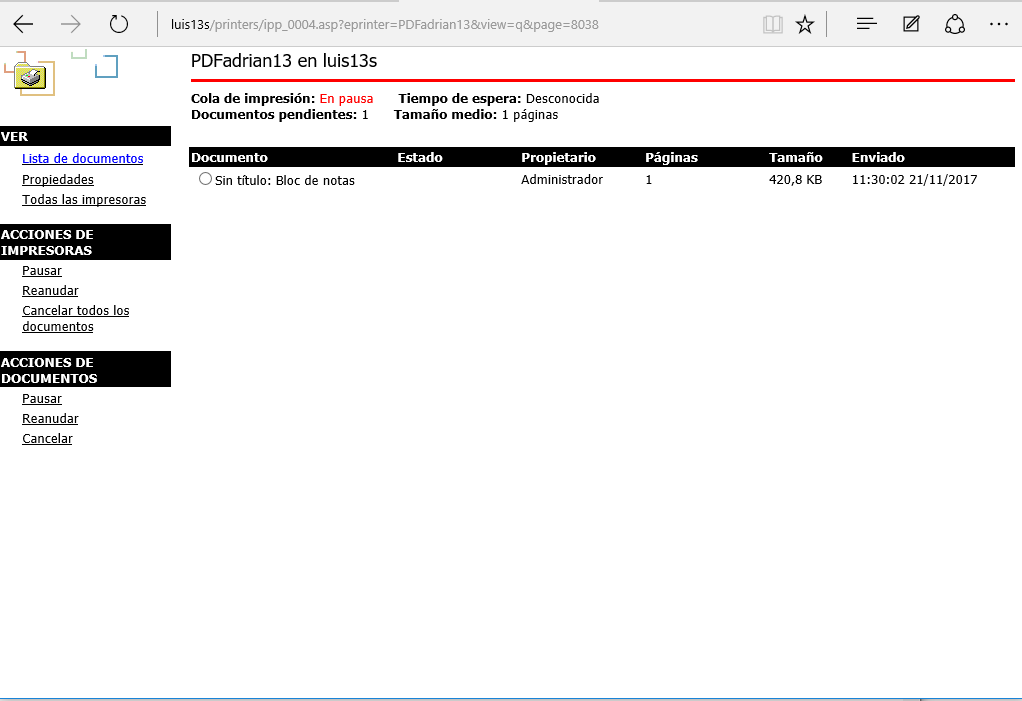 luis13s/printers/ipp_0004.asp?eprinter=PDFadrian13&view=q&page=8038
PDFadrian13 en luis13s
Cola de impresión: En pausa Tiempo de espera: Desconocida
Documentos pendientes: 1 Tamaño medio: 1 páginas
VER
Lista de documentos
Propiedades
Todas las impresoras
ACCIONES DE
IMPRESORAS
Pausar
Reanudar
Cancelar todos los
documentos
ACCIONES DE
DOCUMENTOS
Pausar
Reanudar
Cancelar
Documento Estado Propietario Páginas Tamaño Enviado
Sin título: Bloc de notas Administrador 1 420,8 KB 11:30:02 21/11/2017